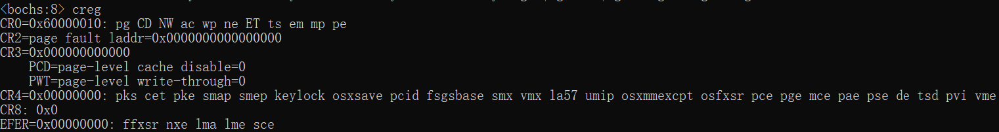 <bochs:8> creg
CR0=0x60000010: pg CD NW ac wp ne ET ts em mp pe
CR2=page fault laddr=0x0000000000000000
CR3=0x000000000000
    PCD=page-level cache disable=0
    PWT=page-level write-through=0
CR4=0x00000000: pks cet pke smap smep keylock osxsave pcid fsgsbase smx vmx la57 umip osxmmexcpt osfxsr pce pge mce pae pse de tsd pvi vme
CR8: 0x0
EFER=0x00000000: ffxsr nxe lma lme sce